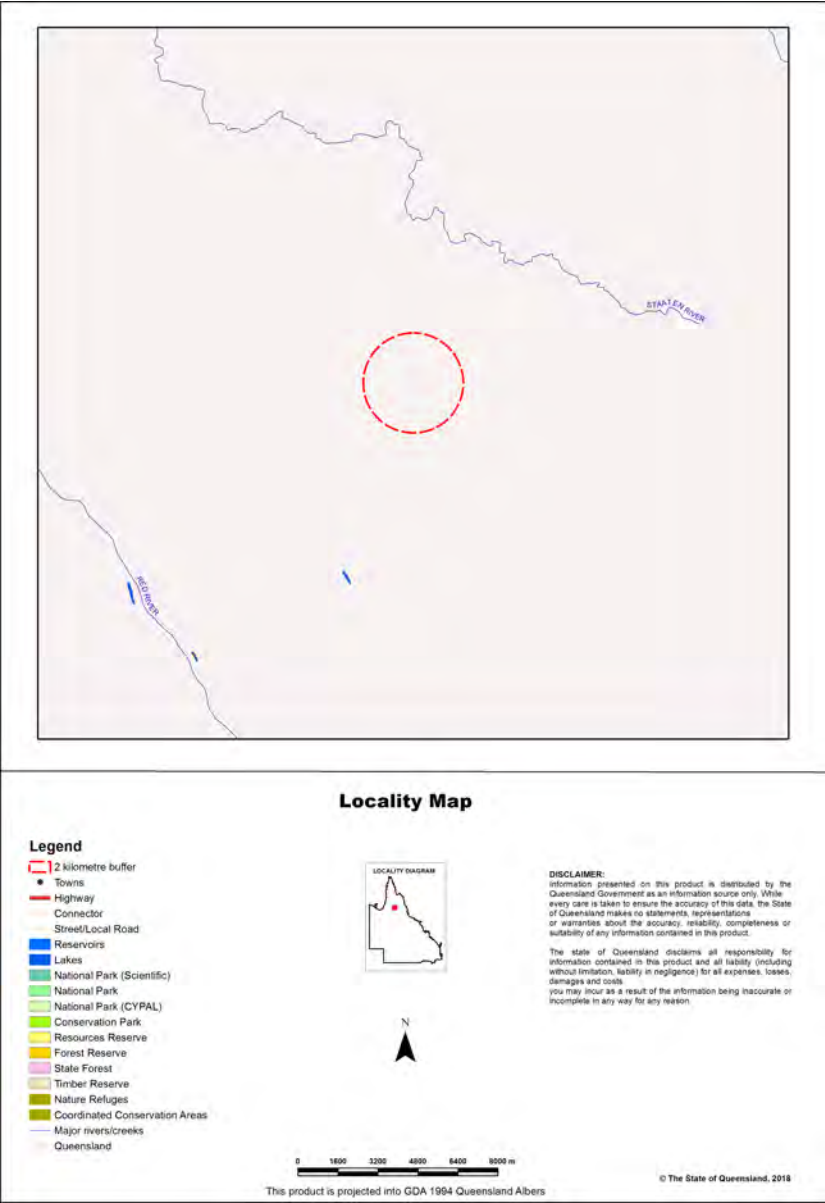 STAATEN RIVER
RED RIVER
Locality Map
Legend
2 kilometre buffer
Towns
Highway
Connector
Street/Local Road
Reservoirs
Lakes
National Park (Scientific)
National Park
National Park (CYPAL)
Conservation Park
Resources Reserve
Forest Reserve
State Forest
Timber Reserve
Nature Refuges
Coordinated Conservation Areas
Major rivers/creeks
Queensland
LOCALITY DIAGRAM
N
0 1600 3200 4800 6400 8000 m
This product is projected into GDA 1994 Queensland Albers
DISCLAIMER:
Information presented on this product is distributed by the
Queensland Government as an information source only. While
every care is taken to ensure the accuracy of this data, the State
of Queensland makes no statements, representations
or warranties about the accuracy, reliability, completeness or
suitability of any information contained in this product.
The state of Queensland disclaims all responsibility for
information contained in this product and all liability (including
without limitation, liability in negligence) for all expenses, losses,
damages and costs
you may incur as a result of the information being inaccurate or
incomplete in any way for any reason.
© The State of Queensland, 2018